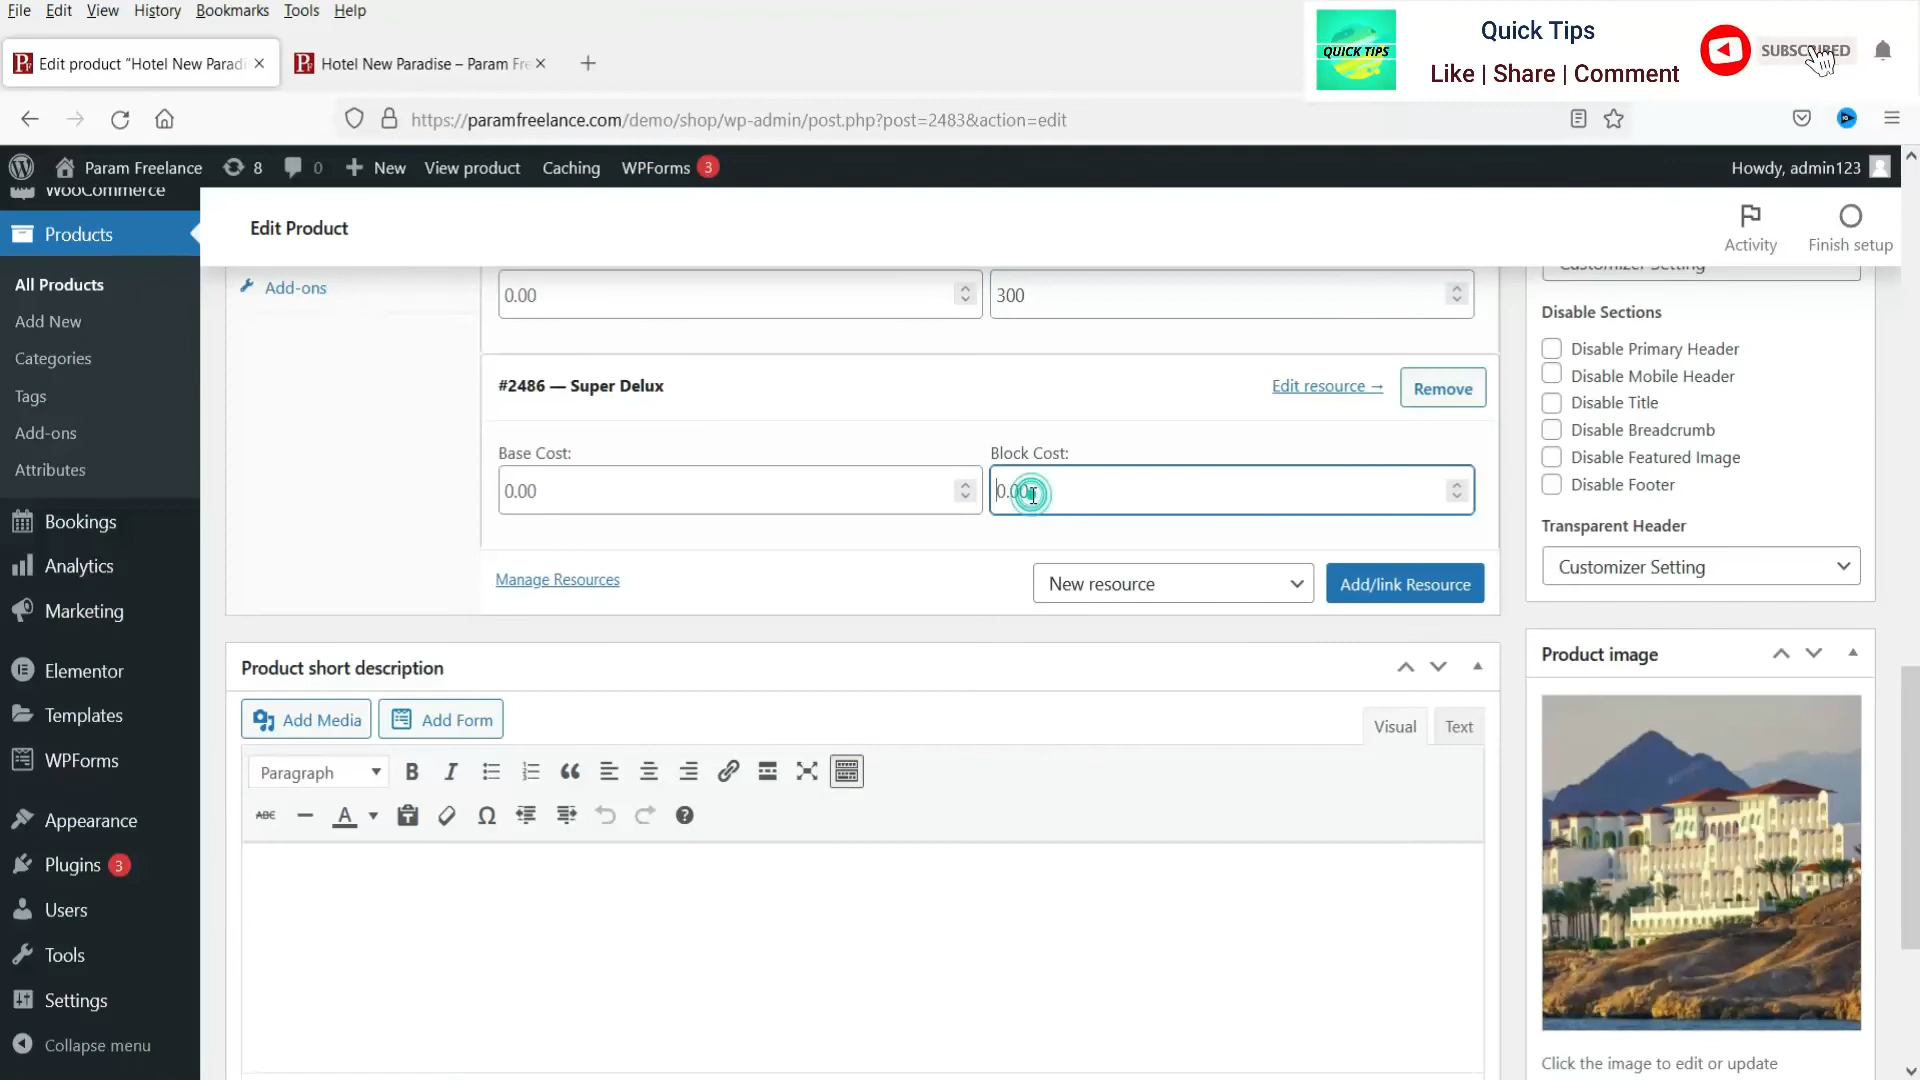 File Edit View History Bookmarks Tools Help
Edit product “Hotel New Paradi
Hotel New Paradise – Param Fre
QUICK TIPS
Quick Tips
Like | Share | Comment
SUBSCRIBED
https://paramfreelance.com/demo/shop/wp-admin/post.php?post=2483&action=edit
Param Freelance 8 0 New View product Caching WPForms 3
Howdy, admin123
WooCommerce
Products
All Products
Add New
Categories
Tags
Add-ons
Attributes
Bookings
Analytics
Marketing
Elementor
Templates
WPForms
Appearance
Plugins 3
Users
Tools
Settings
Collapse menu
Edit Product
Activity
Finish setup
Add-ons
0.00
300
#2486 — Super Delux
Edit resource →
Remove
Base Cost:
Block Cost:
0.00
0.00
Manage Resources
New resource
Add/link Resource
Product short description
Add Media
Add Form
Visual
Text
Paragraph
B I
ABC A
Customizer Setting
Disable Sections
Disable Primary Header
Disable Mobile Header
Disable Title
Disable Breadcrumb
Disable Featured Image
Disable Footer
Transparent Header
Customizer Setting
Product image
Click the image to edit or update